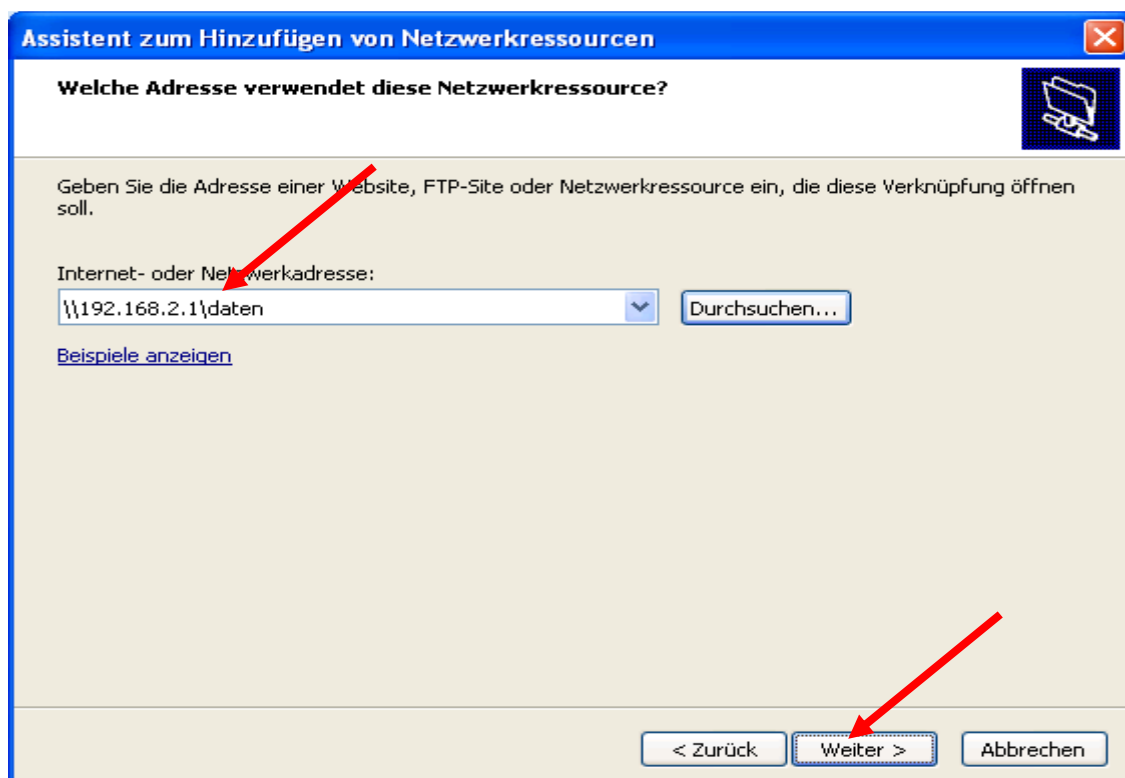 Assistent zum Hinzufügen von Netzwerkressourcen
Welche Adresse verwendet diese Netzwerkressource?
Geben Sie die Adresse einer Website, FTP-Site oder Netzwerkressource ein, die diese Verknüpfung öffnen
soll.
Internet- oder Netzwerkadresse:
\\192.168.2.1\daten
Durchsuchen...
Beispiele anzeigen
< Zurück
Weiter >
Abbrechen